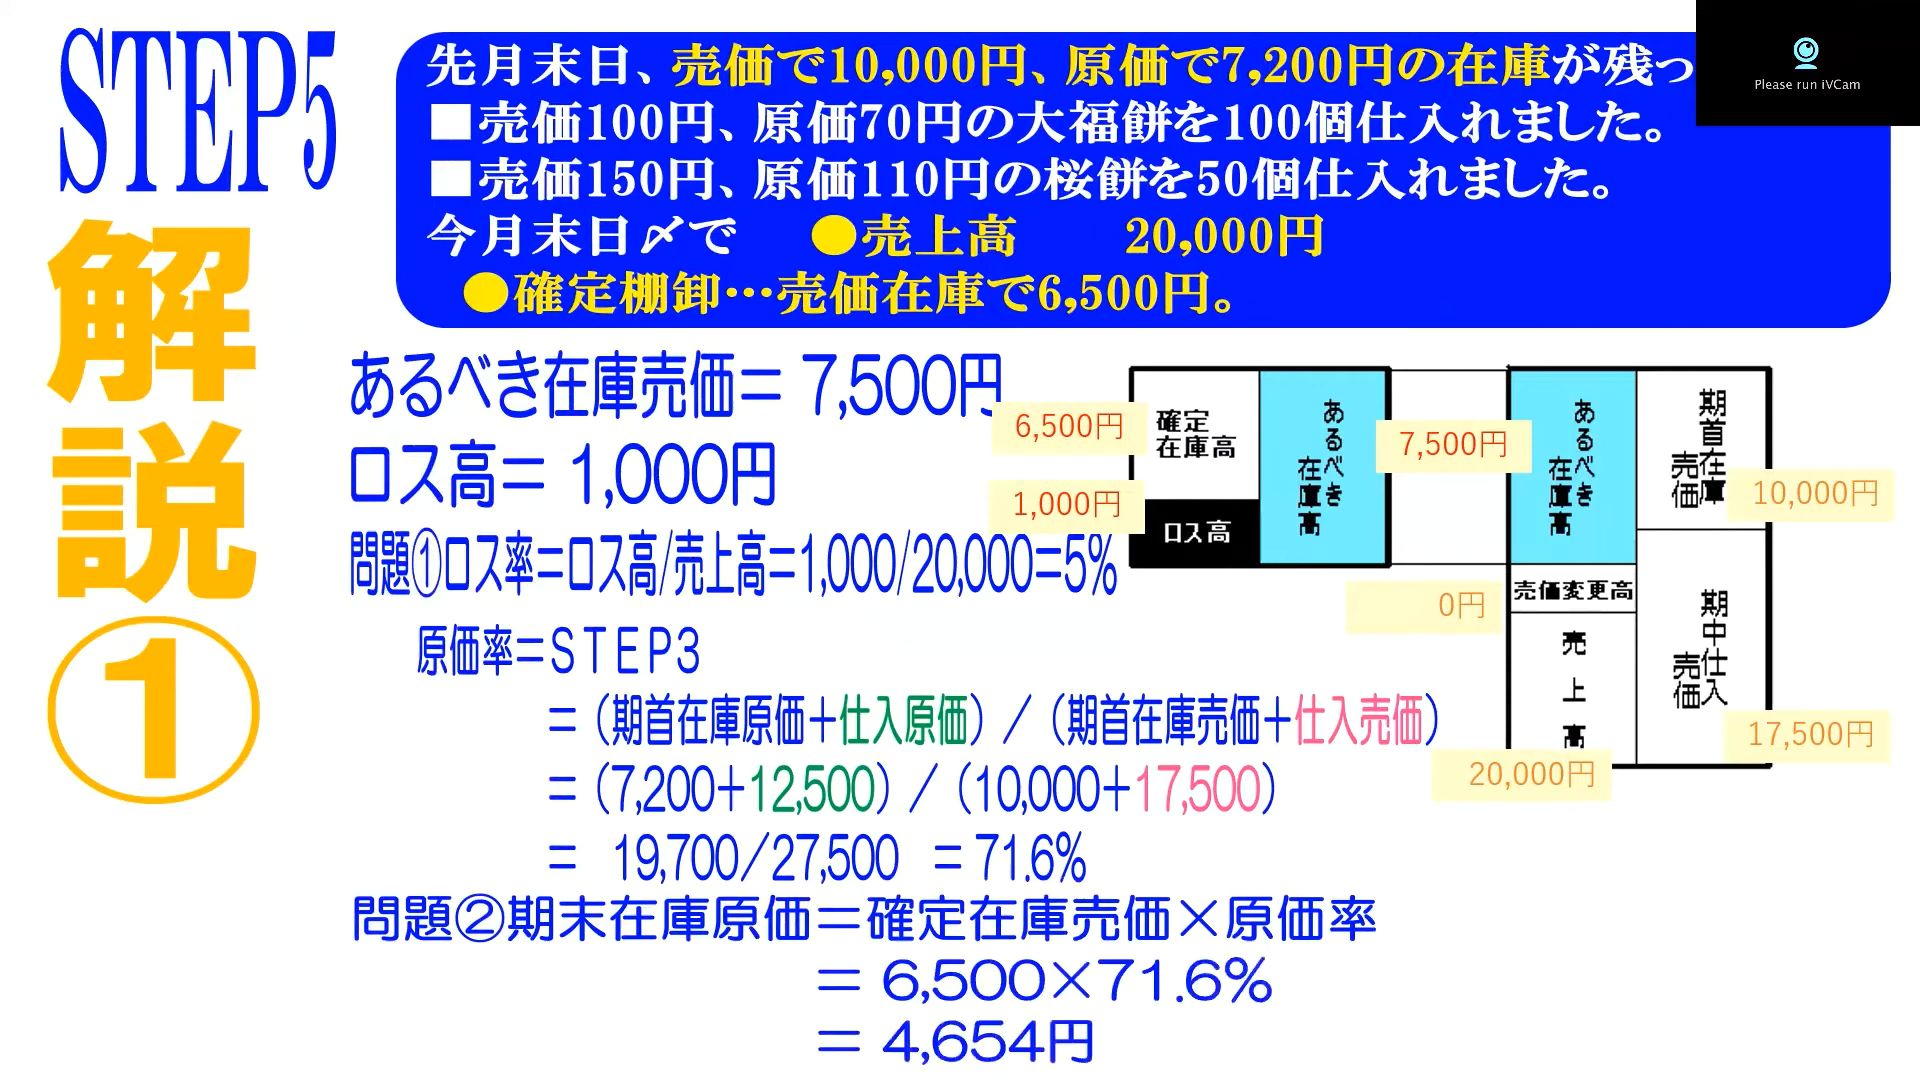 STEP5
解説①
先月末日、売価で10,000円、原価で7,200円の在庫が残っ
■売価100円、原価70円の大福餅を100個仕入れました。
■売価150円、原価110円の桜餅を50個仕入れました。
今月末日〆で ●売上高 20,000円
●確定棚卸…売価在庫で6,500円。
Please run iVCam
あるべき在庫売価＝ 7,500円
ロス高＝ 1,000円
問題①ロス率＝ロス高/売上高＝1,000/20,000＝5%
原価率＝STEP3
＝（期首在庫原価＋仕入原価）／（期首在庫売価＋仕入売価）
＝（7,200＋12,500）／（10,000＋17,500）
＝ 19,700/27,500 ＝71.6%
問題②期末在庫原価＝確定在庫売価×原価率
＝ 6,500×71.6%
＝ 4,654円
6,500円
確定
在庫高
1,000円
ロス高
あるべき
在庫高
7,500円
あるべき
在庫高
期首在庫
売価
10,000円
0円
売価変更高
売上高
20,000円
期中仕入
売価
17,500円